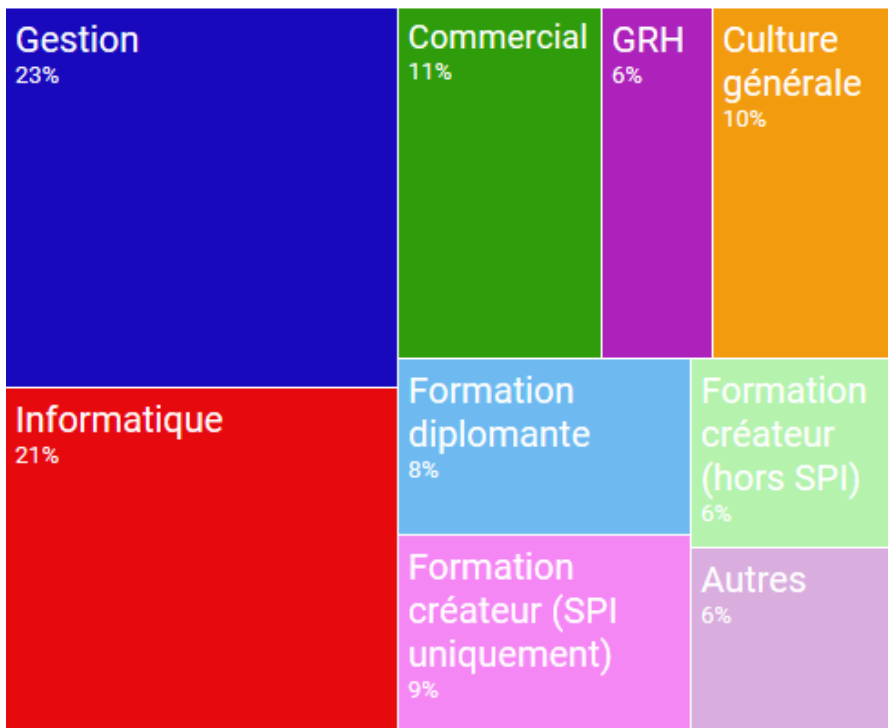 Gestion
23%
Commercial
11%
GRH
6%
Culture
générale
10%
Informatique
21%
Formation
diplomante
8%
Formation
créateur
(hors SPI)
6%
Formation
créateur (SPI
uniquement)
9%
Autres
6%